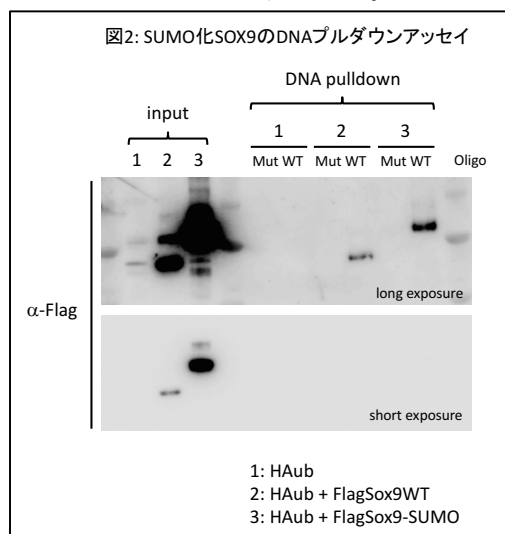 図2: SUMO化SOX9のDNAプルダウンアッセイ
DNA pulldown
input
1 2 3
1 2 3
Mut WT Mut WT Mut WT Oligo
long exposure
α-Flag
short exposure
1: HAub
2: HAub + FlagSox9WT
3: HAub + FlagSox9-SUMO